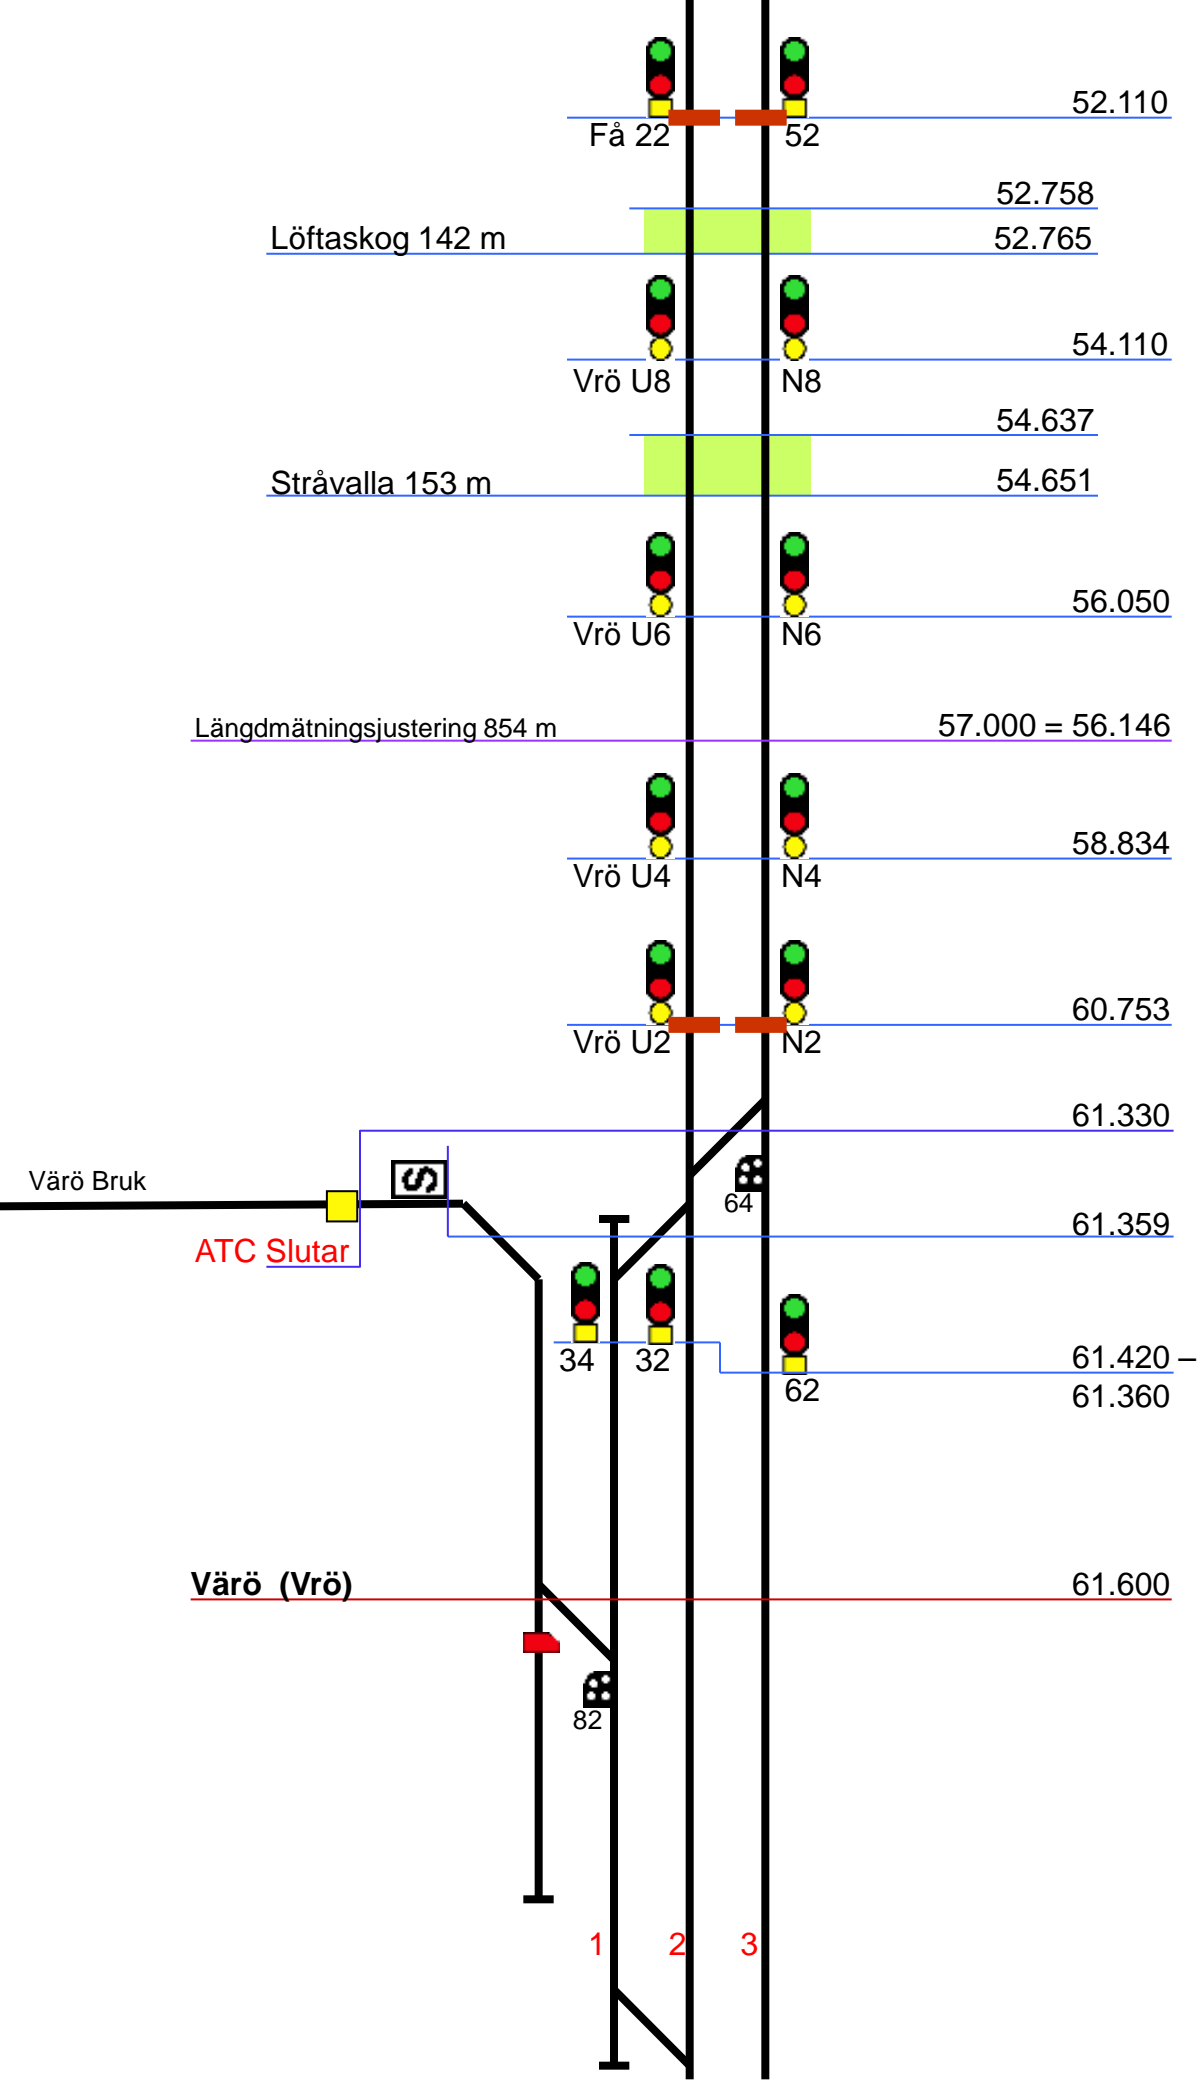 52.110
Få 22
52
52.758
Löftaskog 142 m
52.765
54.110
Vrö U8
N8
54.637
Stråvalla 153 m
54.651
56.050
Vrö U6
N6
Längdmätningsjustering 854 m
57.000 = 56.146
58.834
Vrö U4
N4
60.753
Vrö U2
N2
61.330
Värö Bruk
S
64
61.359
ATC Slutar
34
32
61.420 –
61.360
62
Värö (Vrö)
61.600
82
1
2
3